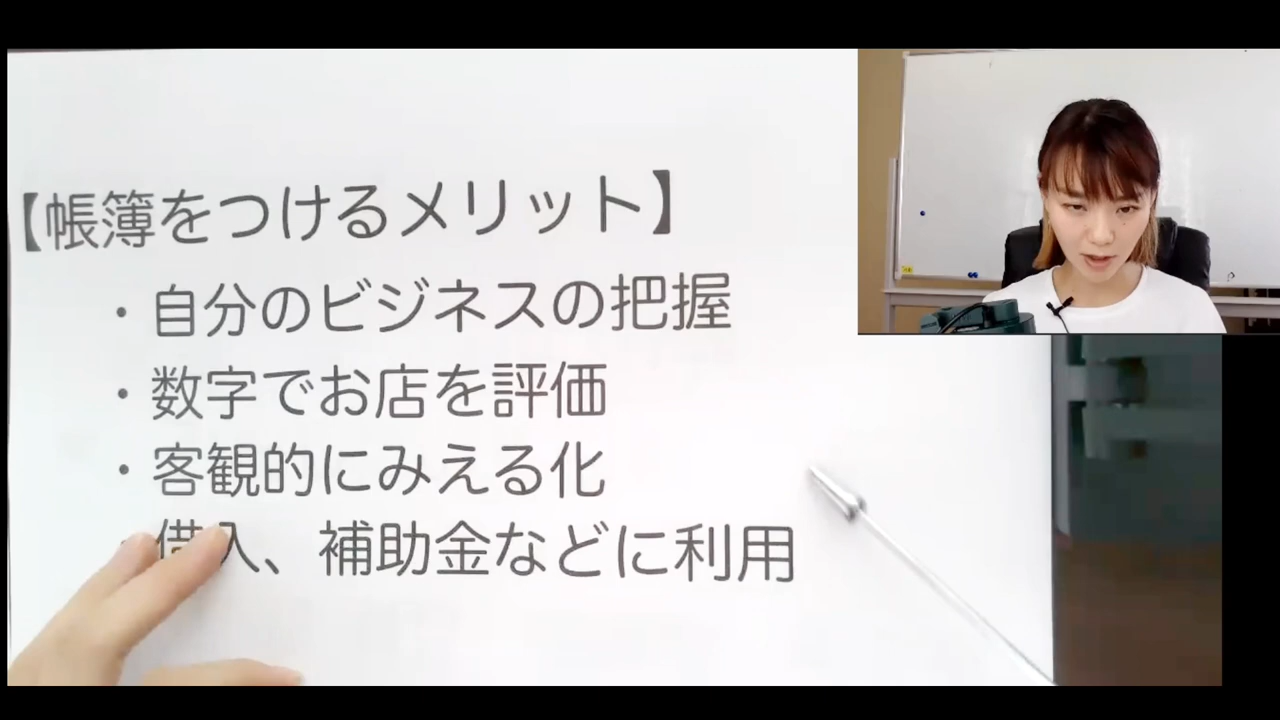 【帳簿をつけるメリット】
・自分のビジネスの把握
・数字でお店を評価
・客観的にみえる化
・借入、補助金などに利用